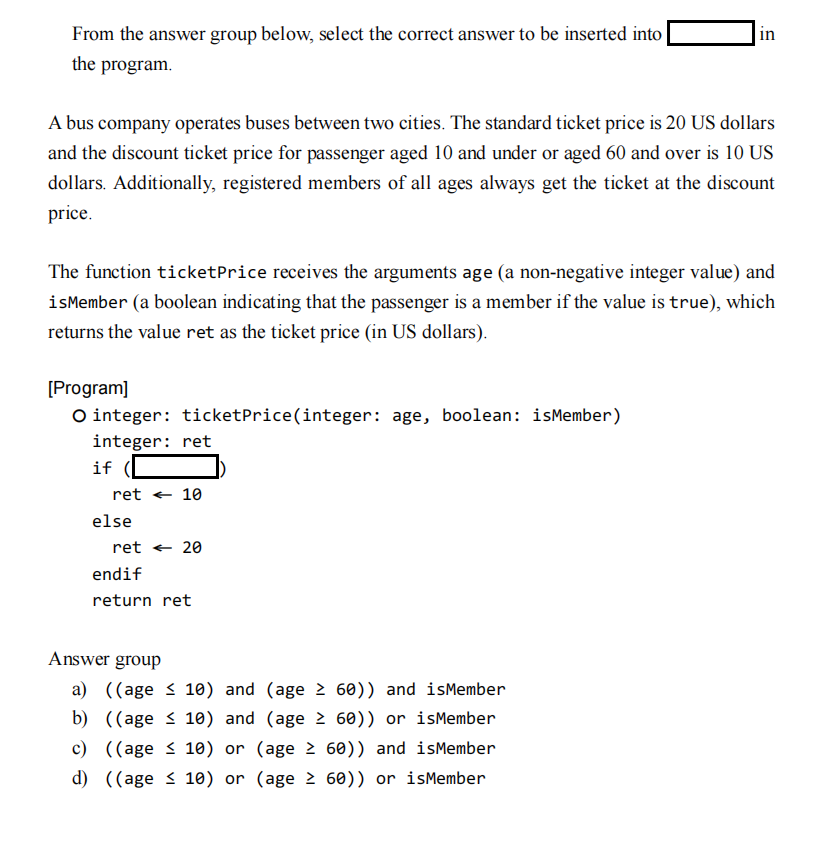 From the answer group below, select the correct answer to be inserted into in
the program.
A bus company operates buses between two cities. The standard ticket price is 20 US dollars
and the discount ticket price for passenger aged 10 and under or aged 60 and over is 10 US
dollars. Additionally, registered members of all ages always get the ticket at the discount
price.
The function ticketPrice receives the arguments age (a non-negative integer value) and
isMember (a boolean indicating that the passenger is a member if the value is true), which
returns the value ret as the ticket price (in US dollars).
[Program]
○ integer: ticketPrice(integer: age, boolean: isMember)
integer: ret
if ( )
ret ← 10
else
ret ← 20
endif
return ret
Answer group
a) ((age ≤ 10) and (age ≥ 60)) and isMember
b) ((age ≤ 10) and (age ≥ 60)) or isMember
c) ((age ≤ 10) or (age ≥ 60)) and isMember
d) ((age ≤ 10) or (age ≥ 60)) or isMember